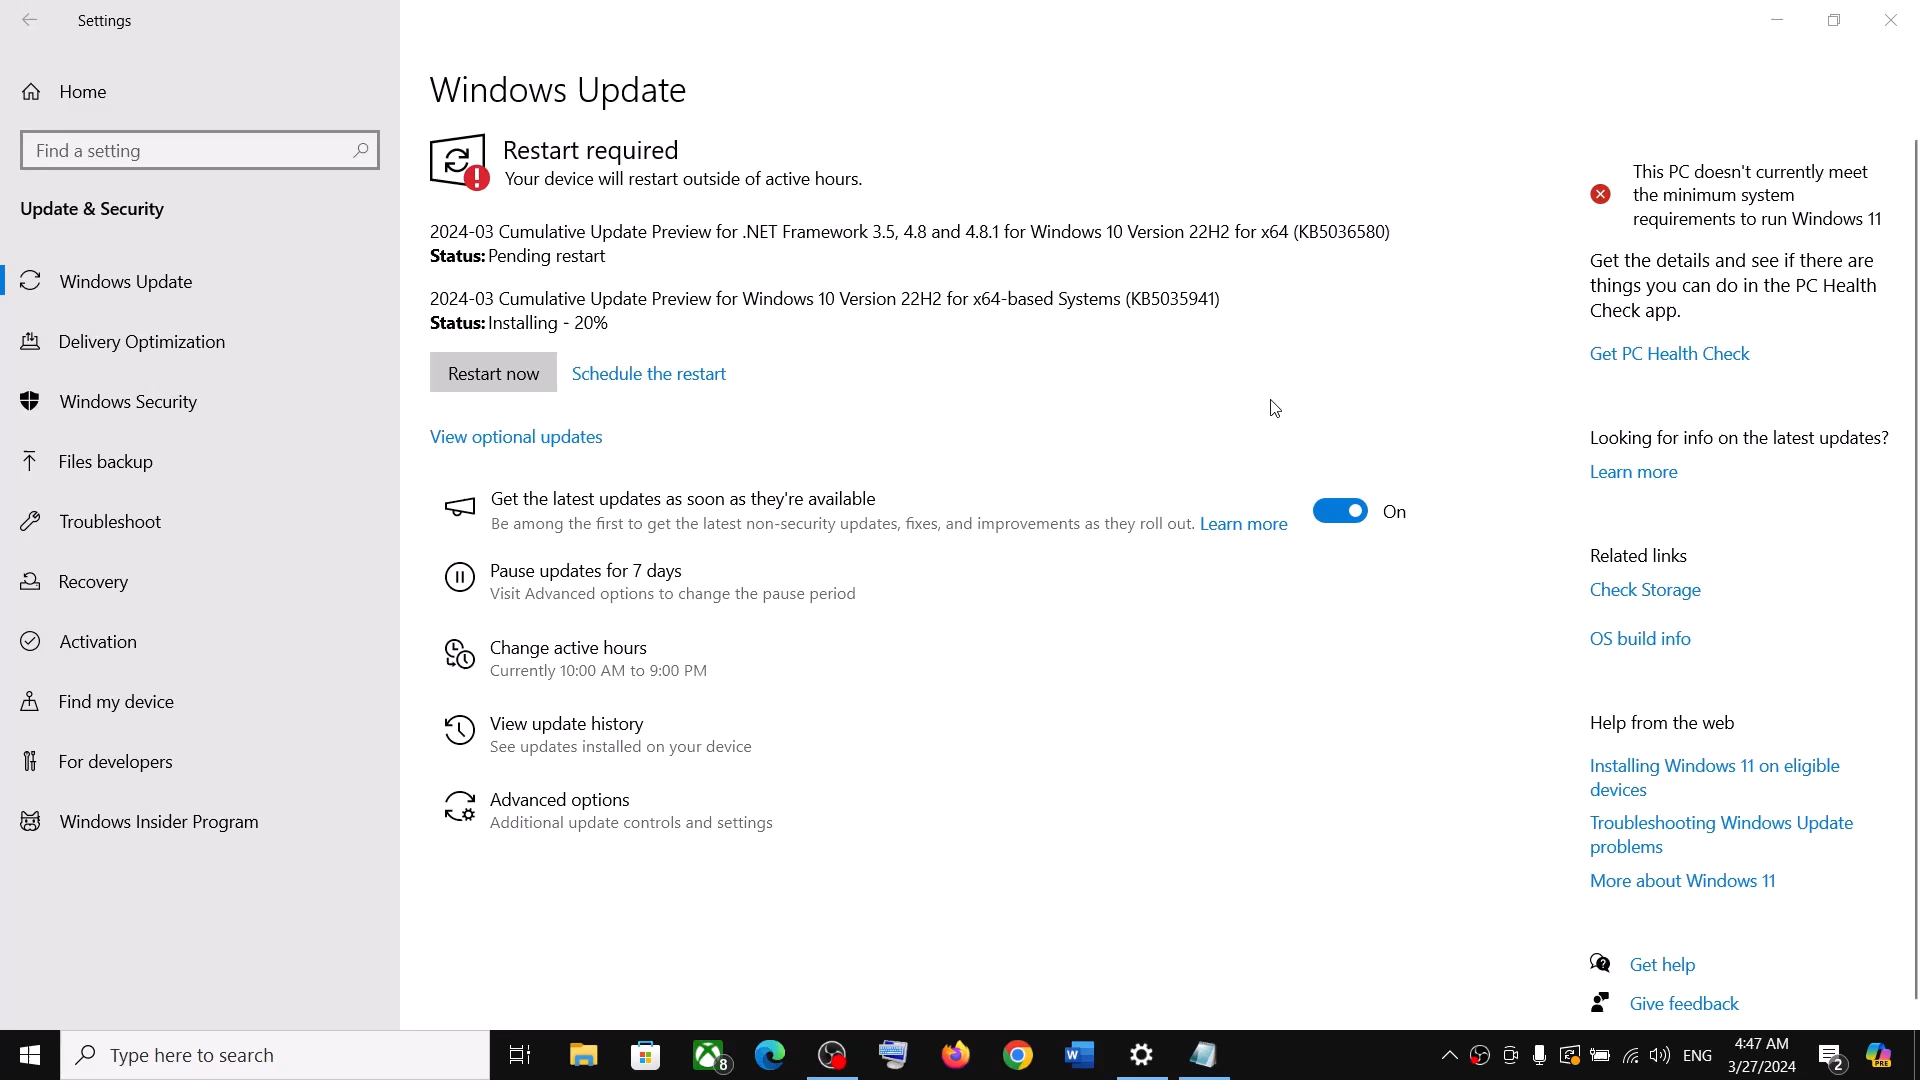 Settings
Home
Find a setting
Update & Security
Windows Update
Delivery Optimization
Windows Security
Files backup
Troubleshoot
Recovery
Activation
Find my device
For developers
Windows Insider Program
Windows Update
Restart required
Your device will restart outside of active hours.
2024-03 Cumulative Update Preview for .NET Framework 3.5, 4.8 and 4.8.1 for Windows 10 Version 22H2 for x64 (KB5036580)
Status: Pending restart
2024-03 Cumulative Update Preview for Windows 10 Version 22H2 for x64-based Systems (KB5035941)
Status: Installing - 20%
Restart now Schedule the restart
View optional updates
Get the latest updates as soon as they're available
Be among the first to get the latest non-security updates, fixes, and improvements as they roll out. Learn more
On
Pause updates for 7 days
Visit Advanced options to change the pause period
Change active hours
Currently 10:00 AM to 9:00 PM
View update history
See updates installed on your device
Advanced options
Additional update controls and settings
This PC doesn't currently meet
the minimum system
requirements to run Windows 11
Get the details and see if there are
things you can do in the PC Health
Check app.
Get PC Health Check
Looking for info on the latest updates?
Learn more
Related links
Check Storage
OS build info
Help from the web
Installing Windows 11 on eligible
devices
Troubleshooting Windows Update
problems
More about Windows 11
Get help
Give feedback
Type here to search
8
W
ENG
4:47 AM
3/27/2024
2
PRE